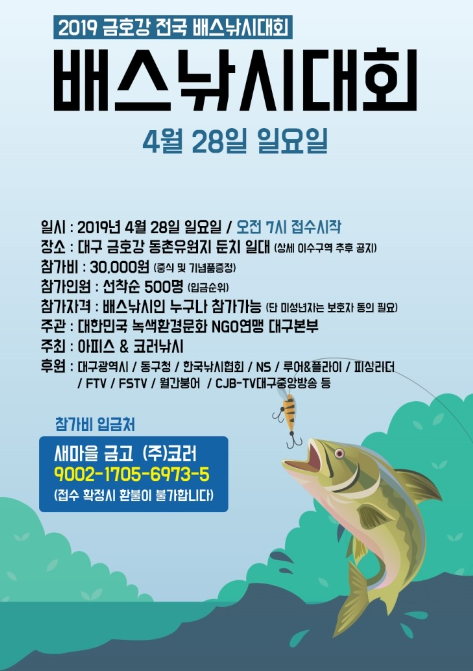 2019 금호강 전국 배스낚시대회
배스낚시대회
4월 28일 일요일
일시 : 2019년 4월 28일 일요일 / 오전 7시 접수시작
장소 : 대구 금호강 동촌유원지 둔치 일대 (상세 이수구역 추후 공지)
참가비 : 30,000원 (중식 및 기념품증정)
참가인원 : 선착순 500명 (입금순위)
참가자격 : 배스낚시인 누구나 참가가능 (단 미성년자는 보호자 동의 필요)
주관 : 대한민국 녹색환경문화 NGO연맹 대구본부
주최 : 아피스 & 코러낚시
후원 : 대구광역시 / 동구청 / 한국낚시협회 / NS / 루어&플라이 / 피싱리더
/ FTV / FSTV / 월간붕어 / CJB-TV대구중앙방송 등
참가비 입금처
새마을 금고 (주)코러
9002-1705-6973-5
(접수 확정시 환불이 불가합니다)